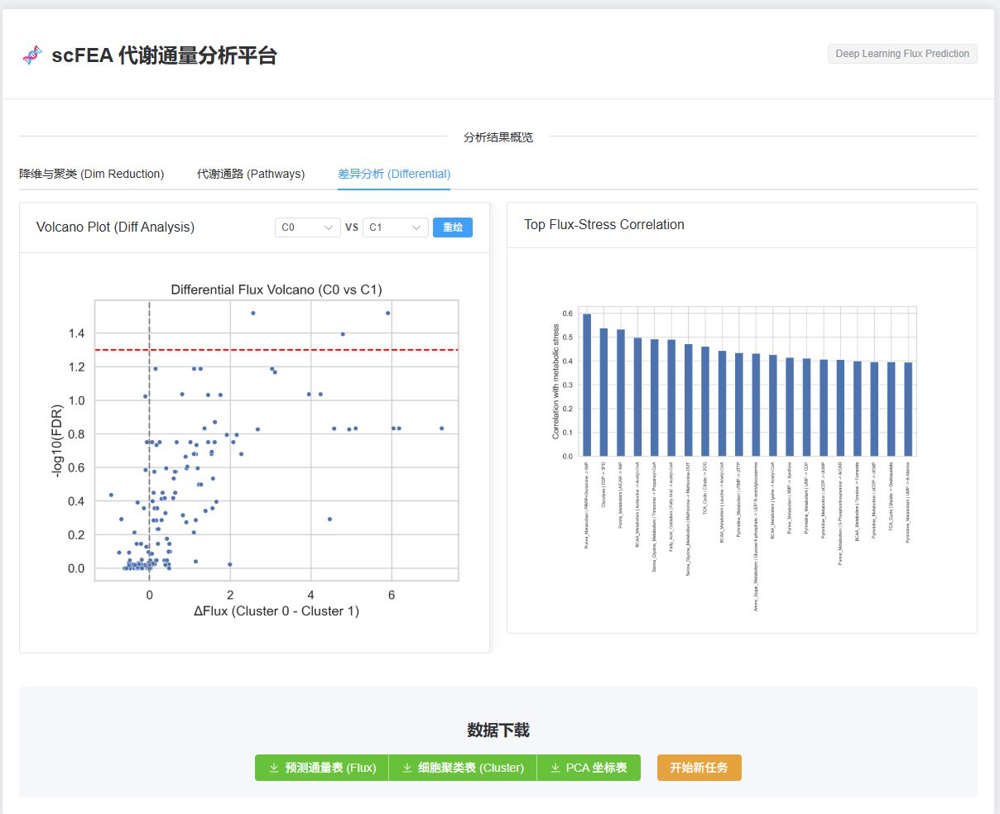 scFEA 代谢通量分析平台
Deep Learning Flux Prediction
分析结果概览
降维与聚类 (Dim Reduction)
代谢通路 (Pathways)
差异分析 (Differential)
Volcano Plot (Diff Analysis)
C0
VS
C1
重绘
Differential Flux Volcano (C0 vs C1)
1.4
1.2
1.0
0.8
0.6
0.4
0.2
0.0
-log10(FDR)
0 2 4 6
ΔFlux (Cluster 0 - Cluster 1)
Top Flux-Stress Correlation
0.6
0.5
0.4
0.3
0.2
0.1
0.0
Correlation with metabolic stress
Purine_Metabolism | PRPP+Glutamine -> IMP
Glycolysis | G3P -> 3PD
Purine_Metabolism | AICAR -> IMP
BCAA_Metabolism | Isoleucine -> Acetyl-CoA
Serine_Glycine_Metabolism | Threonine -> Propanoyl-CoA
Fatty_Acid_Oxidation | Fatty Acid -> Acetyl-CoA
Serine_Glycine_Metabolism | Methionine -> Methionine-OUT
TCA_Cycle | Citrate -> 2OG
BCAA_Metabolism | Leucine -> Acetyl-CoA
Pyrimidine_Metabolism | dTMP -> dTTP
Amino_Sugar_Metabolism | Glucose-6-phosphate -> UDP-N-acetylglucosamine
BCAA_Metabolism | lysine -> Acetyl-CoA
Purine_Metabolism | XMP -> Xanthine
Pyrimidine_Metabolism | UMP -> CDP
Pyrimidine_Metabolism | dCDP -> dUMP
Purine_Metabolism | 5-Phosphoribosylamine -> AICAR
BCAA_Metabolism | Tyrosine -> Fumarate
Pyrimidine_Metabolism | dCDP -> dCMP
TCA_Cycle | Malate -> Oxaloacetate
Pyrimidine_Metabolism | UMP -> B-Alanine
数据下载
预测通量表 (Flux)
细胞聚类表 (Cluster)
PCA 坐标表
开始新任务